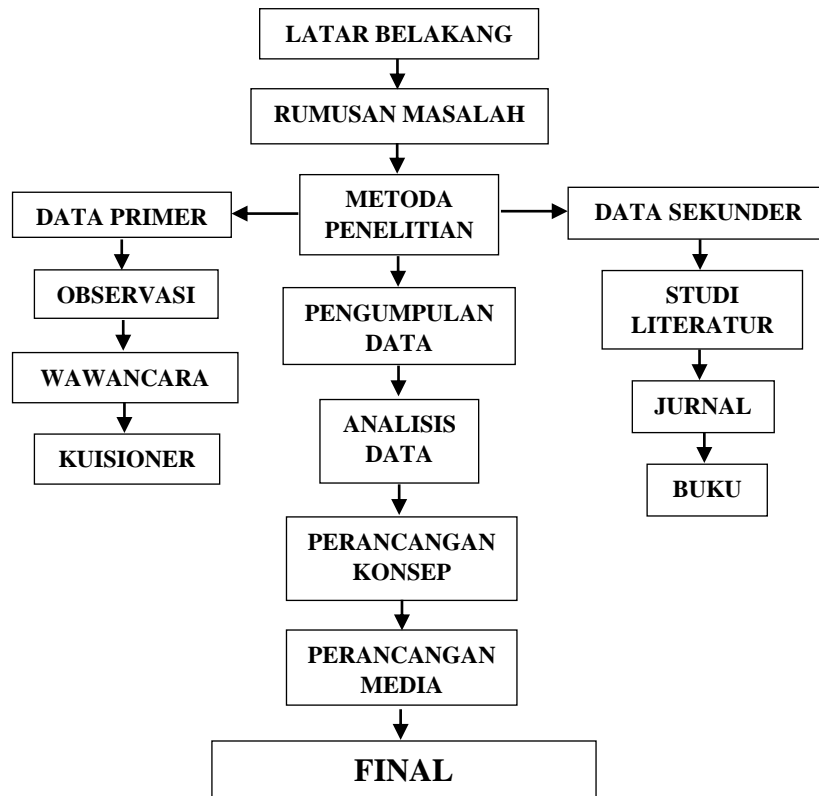 LATAR BELAKANG
RUMUSAN MASALAH
METODA
PENELITIAN
DATA PRIMER
DATA SEKUNDER
OBSERVASI
WAWANCARA
KUISIONER
PENGUMPULAN
DATA
ANALISIS
DATA
PERANCANGAN
KONSEP
PERANCANGAN
MEDIA
STUDI
LITERATUR
JURNAL
BUKU
FINAL